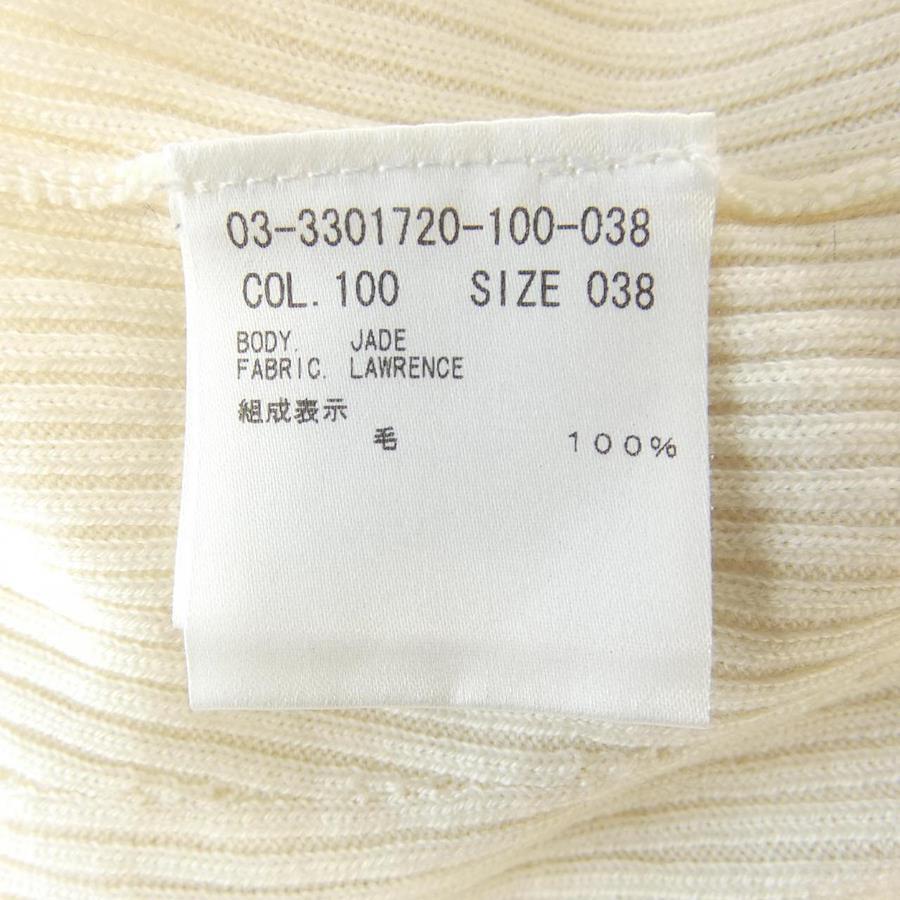 03-3301720-100-038
COL. 100 SIZE 038
BODY. JADE
FABRIC. LAWRENCE
組成表示
毛 100%